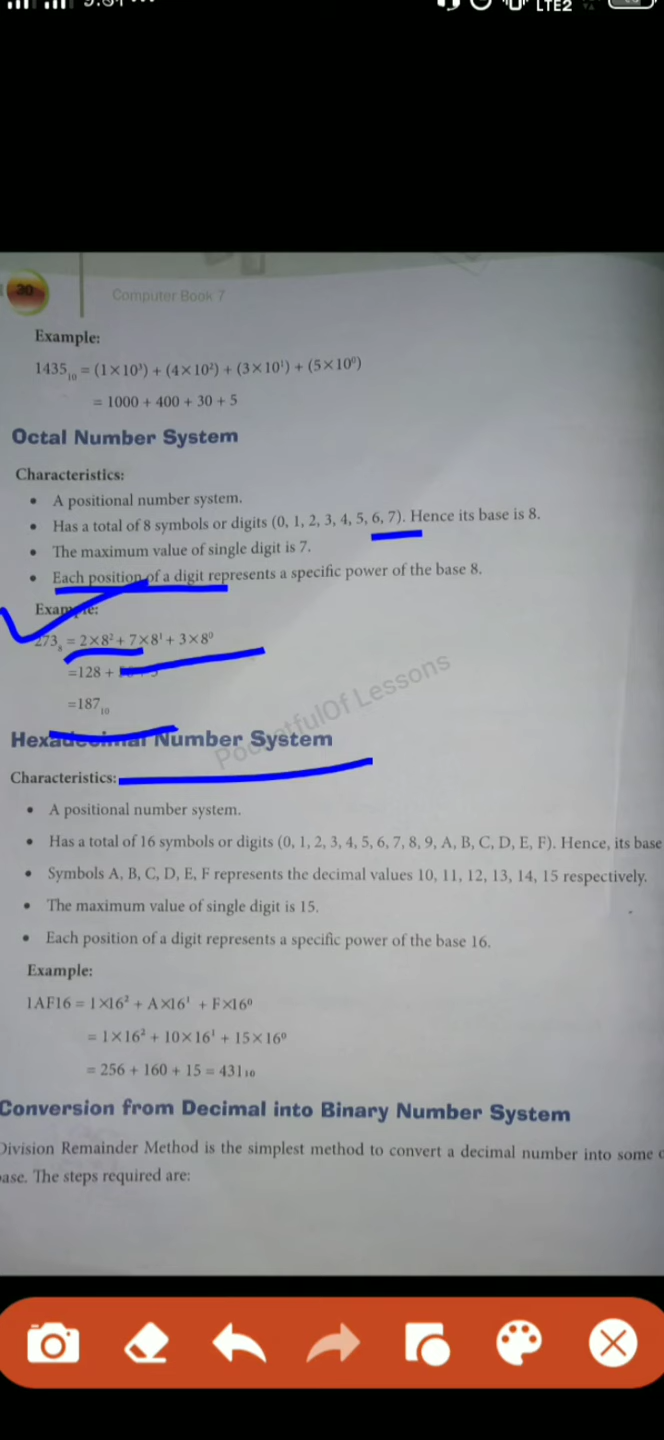 LTE2
30
Computer Book 7
Example:
1435₁₀ = (1×10³) + (4×10²) + (3×10¹) + (5×10⁰)
= 1000 + 400 + 30 + 5
Octal Number System
Characteristics:
• A positional number system.
• Has a total of 8 symbols or digits (0, 1, 2, 3, 4, 5, 6, 7). Hence its base is 8.
• The maximum value of single digit is 7.
• Each position of a digit represents a specific power of the base 8.
Example:
273₈ = 2×8² + 7×8¹ + 3×8⁰
=128 +
=187₁₀
PocketfulOf Lessons
Hexadecimal Number System
Characteristics:
• A positional number system.
• Has a total of 16 symbols or digits (0, 1, 2, 3, 4, 5, 6, 7, 8, 9, A, B, C, D, E, F). Hence, its base
• Symbols A, B, C, D, E, F represents the decimal values 10, 11, 12, 13, 14, 15 respectively.
• The maximum value of single digit is 15.
• Each position of a digit represents a specific power of the base 16.
Example:
1AF16 = 1×16² + A×16¹ + F×16⁰
= 1×16² + 10×16¹ + 15×16⁰
= 256 + 160 + 15 = 431₁₀
Conversion from Decimal into Binary Number System
Division Remainder Method is the simplest method to convert a decimal number into some
base. The steps required are: